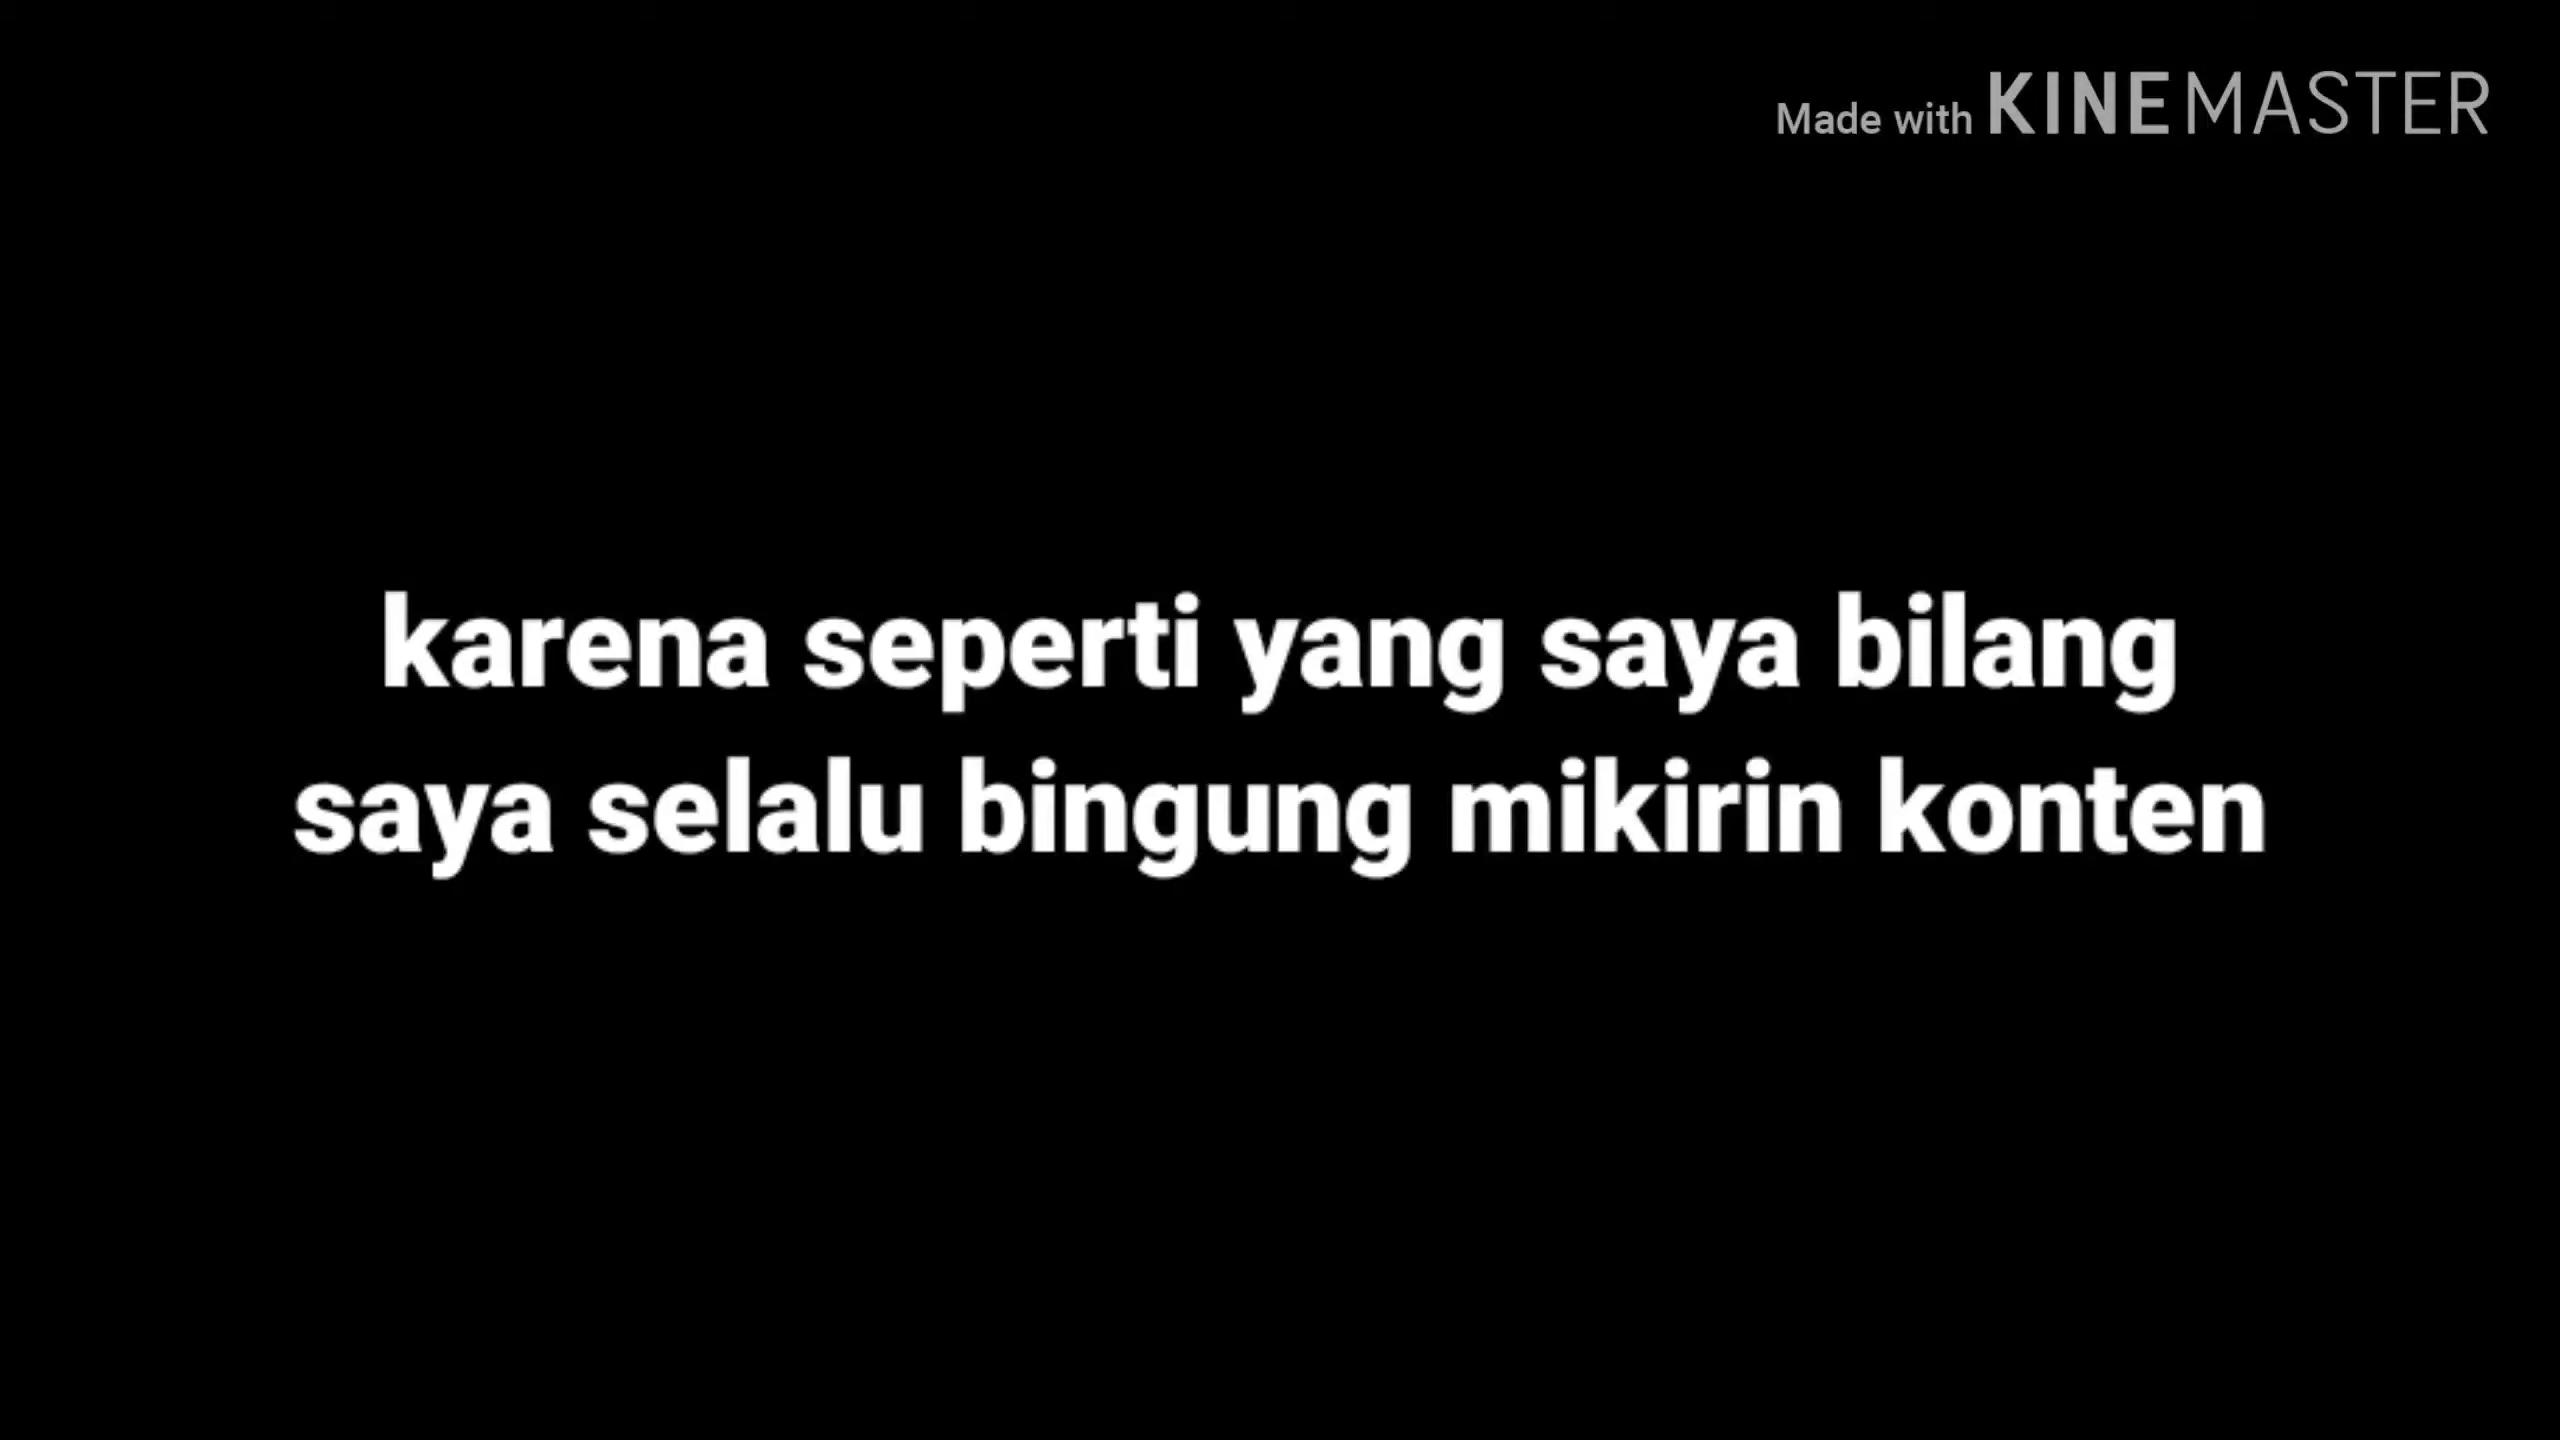 Made with KINEMASTER
karena seperti yang saya bilang
saya selalu bingung mikirin konten